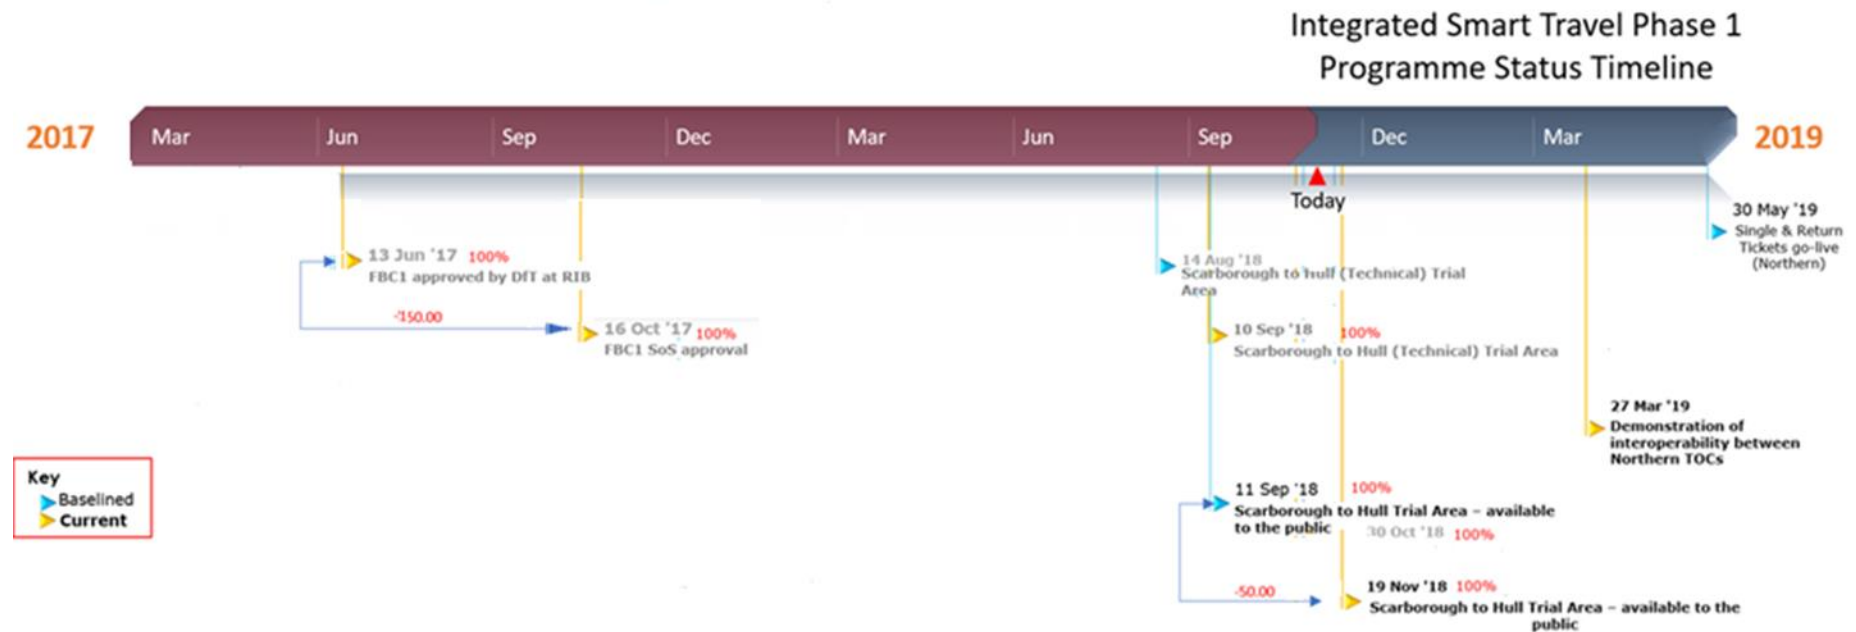 Integrated Smart Travel Phase 1
Programme Status Timeline
2017
Mar
Jun
Sep
Dec
Mar
Jun
Sep
Dec
Mar
2019
Today
30 May '19
Single & Return
Tickets go-live
(Northern)
13 Jun '17 100%
FBC1 approved by DfT at RIB
-150.00
16 Oct '17 100%
FBC1 SoS approval
14 Aug '18
Scarborough to Hull (Technical) Trial
Area
10 Sep '18 100%
Scarborough to Hull (Technical) Trial Area
27 Mar '19
Demonstration of
interoperability between
Northern TOCs
Key
Baselined
Current
11 Sep '18 100%
Scarborough to Hull Trial Area – available
to the public
30 Oct '18 100%
-50.00
19 Nov '18 100%
Scarborough to Hull Trial Area – available to the
public